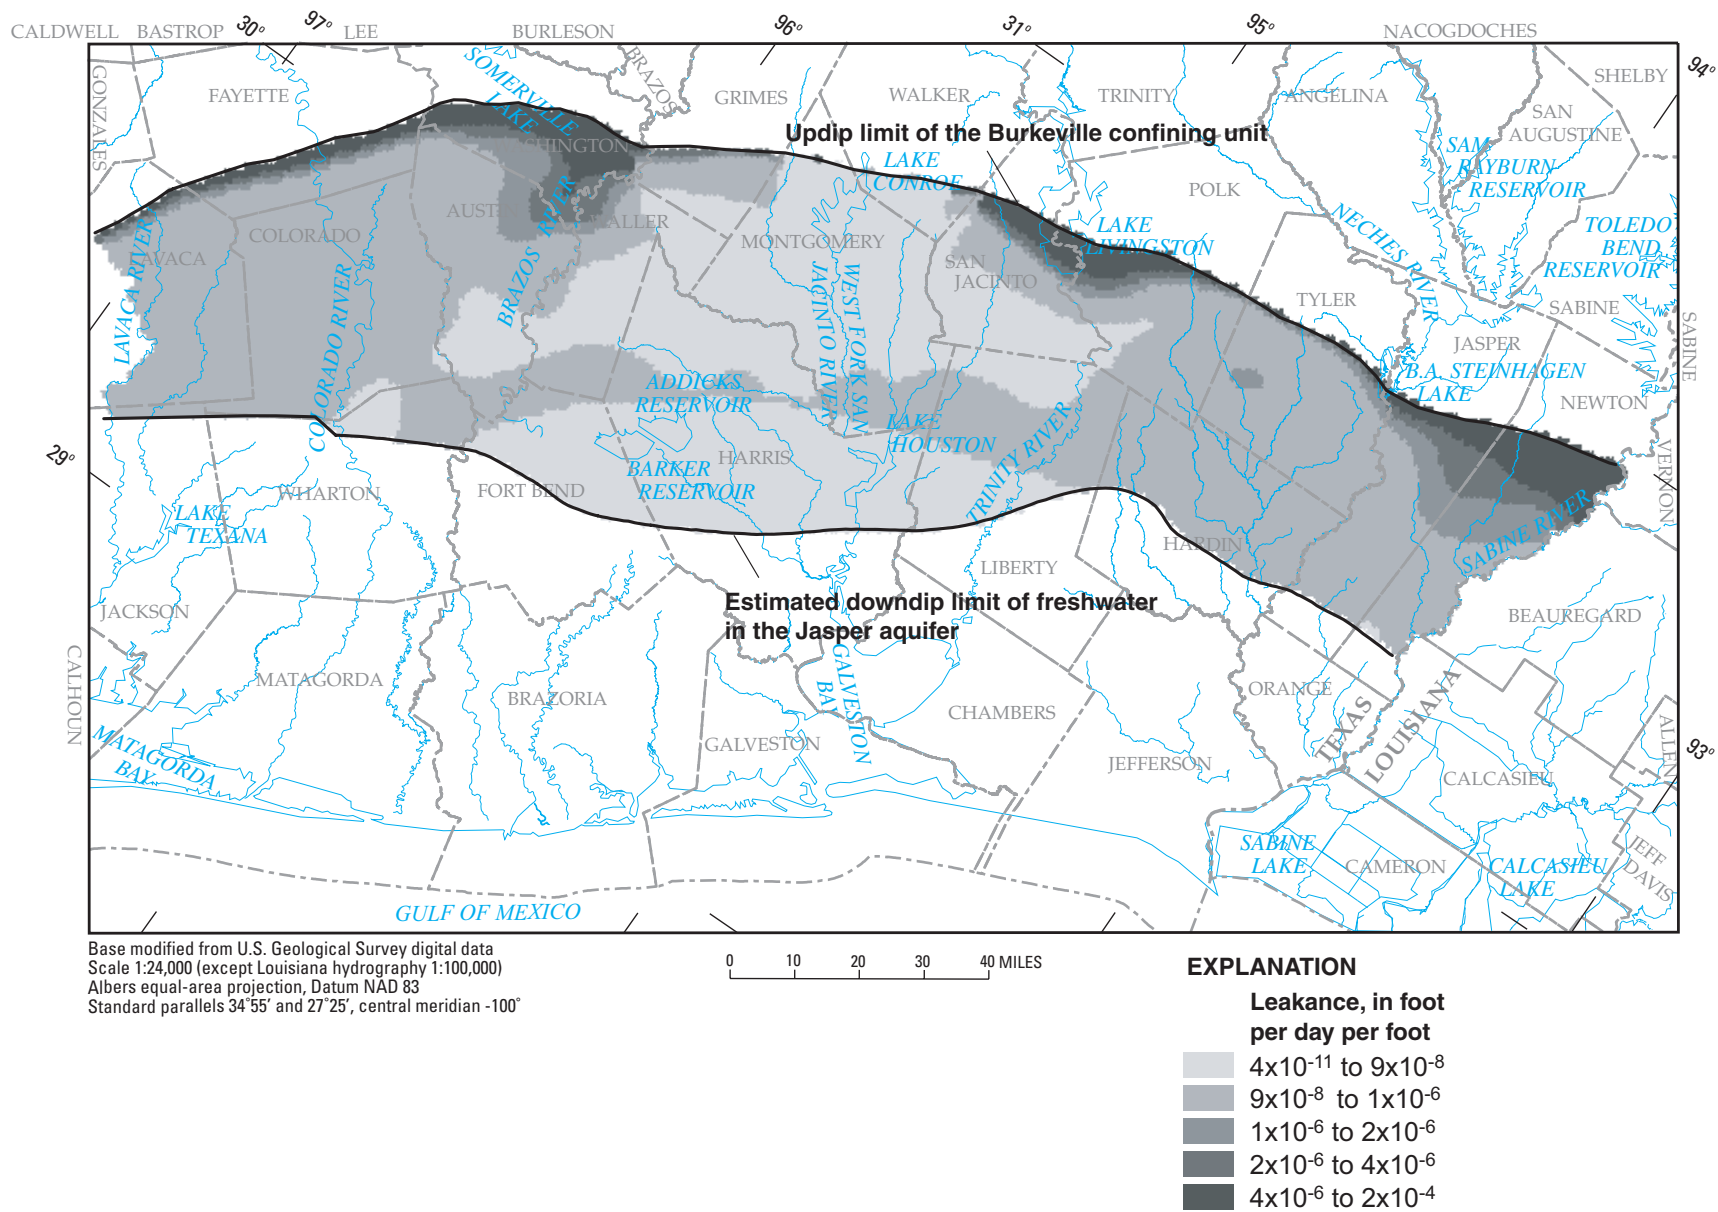 CALDWELL
BASTROP
30°
97°
LEE
BURLESON
96°
31°
95°
NACOGDOCHES
94°
GONZALES
FAYETTE
SOMERVILLE
LAKE
BRAZOS
GRIMES
WALKER
TRINITY
ANGELINA
SHELBY
SAN
AUGUSTINE
Updip limit of the Burkeville confining unit
WASHINGTON
LAKE
CONROE
SAM
RAYBURN
RESERVOIR
POLK
NECHES RIVER
TOLEDO
BEND
RESERVOIR
LAVACA RIVER
LAVACA
COLORADO
COLORADO RIVER
AUSTIN
BRAZOS RIVER
WALLER
MONTGOMERY
WEST FORK SAN
JACINTO RIVER
SAN
JACINTO
LAKE
LIVINGSTON
TYLER
SABINE
SABINE
JASPER
B.A. STEINHAGEN
LAKE
NEWTON
VERNON
ADDICKS
RESERVOIR
LAKE
HOUSTON
TRINITY RIVER
29°
HARRIS
BARKER
RESERVOIR
FORT BEND
WHARTON
LAKE
TEXANA
HARDIN
SABINE RIVER
LIBERTY
Estimated downdip limit of freshwater
in the Jasper aquifer
JACKSON
BEAUREGARD
CALHOUN
MATAGORDA
BRAZORIA
GALVESTON
BAY
GALVESTON
CHAMBERS
ORANGE
TEXAS
LOUISIANA
ALLEN
93°
MATAGORDA
BAY
JEFFERSON
CALCASIEU
SABINE
LAKE
CAMERON
CALCASIEU
LAKE
JEFF
DAVIS
GULF OF MEXICO
Base modified from U.S. Geological Survey digital data
Scale 1:24,000 (except Louisiana hydrography 1:100,000)
Albers equal-area projection, Datum NAD 83
Standard parallels 34°55′ and 27°25′, central meridian -100°
0 10 20 30 40 MILES
EXPLANATION
Leakance, in foot
per day per foot
4x10⁻¹¹ to 9x10⁻⁸
9x10⁻⁸ to 1x10⁻⁶
1x10⁻⁶ to 2x10⁻⁶
2x10⁻⁶ to 4x10⁻⁶
4x10⁻⁶ to 2x10⁻⁴